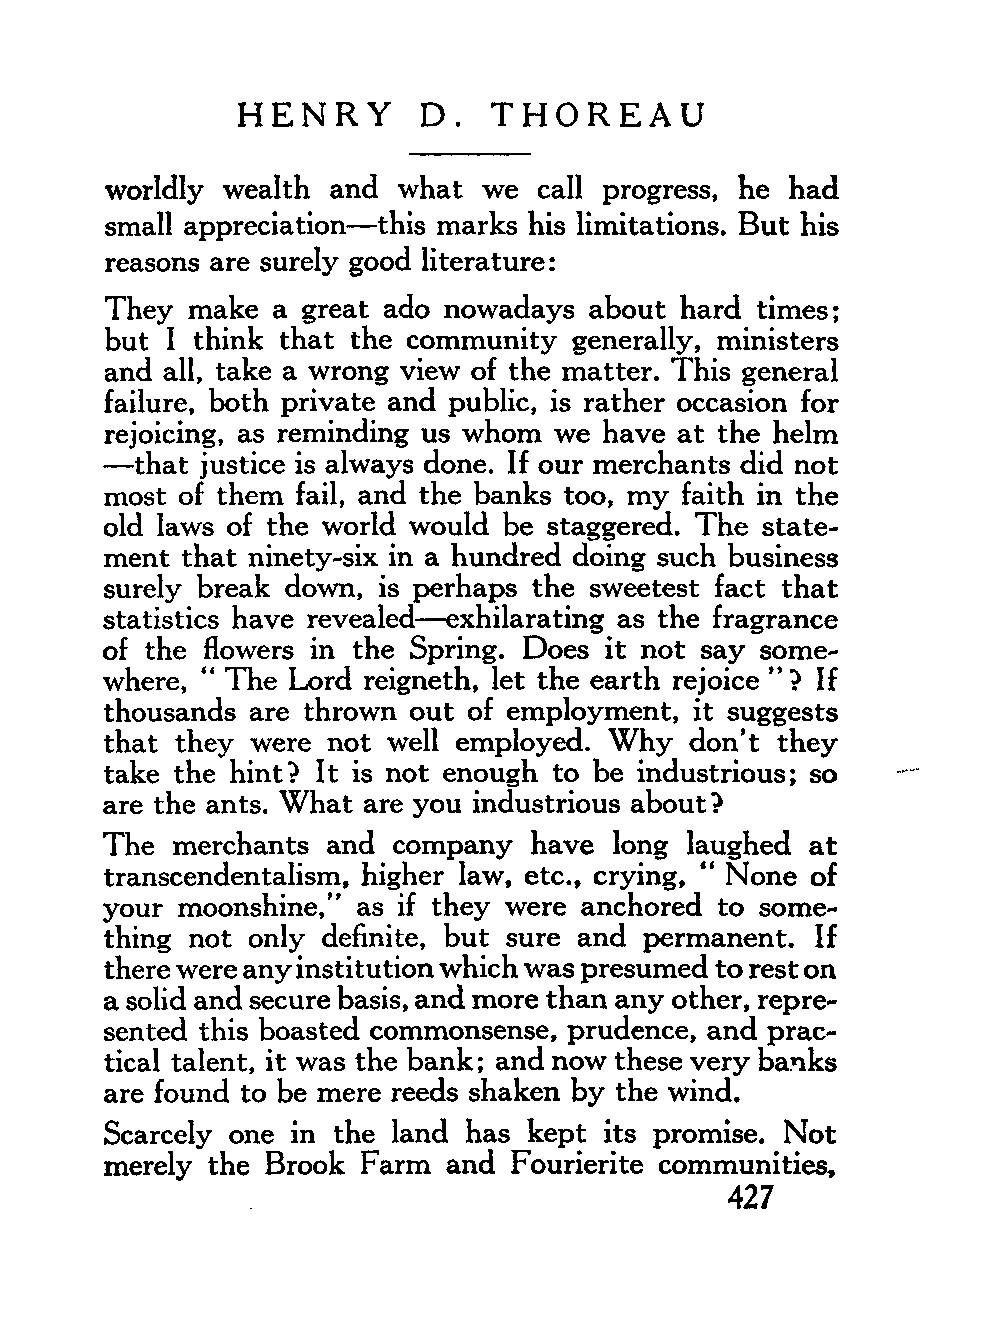 HENRY D. THOREAU
worldly wealth and what we call progress, he had
small appreciation—this marks his limitations. But his
reasons are surely good literature:
They make a great ado nowadays about hard times;
but I think that the community generally, ministers
and all, take a wrong view of the matter. This general
failure, both private and public, is rather occasion for
rejoicing, as reminding us whom we have at the helm
—that justice is always done. If our merchants did not
most of them fail, and the banks too, my faith in the
old laws of the world would be staggered. The state-
ment that ninety-six in a hundred doing such business
surely break down, is perhaps the sweetest fact that
statistics have revealed—exhilarating as the fragrance
of the flowers in the Spring. Does it not say some-
where, “ The Lord reigneth, let the earth rejoice ”? If
thousands are thrown out of employment, it suggests
that they were not well employed. Why don't they
take the hint? It is not enough to be industrious; so
are the ants. What are you industrious about?
The merchants and company have long laughed at
transcendentalism, higher law, etc., crying, “ None of
your moonshine,” as if they were anchored to some-
thing not only definite, but sure and permanent. If
there were any institution which was presumed to rest on
a solid and secure basis, and more than any other, repre-
sented this boasted commonsense, prudence, and prac-
tical talent, it was the bank; and now these very banks
are found to be mere reeds shaken by the wind.
Scarcely one in the land has kept its promise. Not
merely the Brook Farm and Fourierite communities,
427